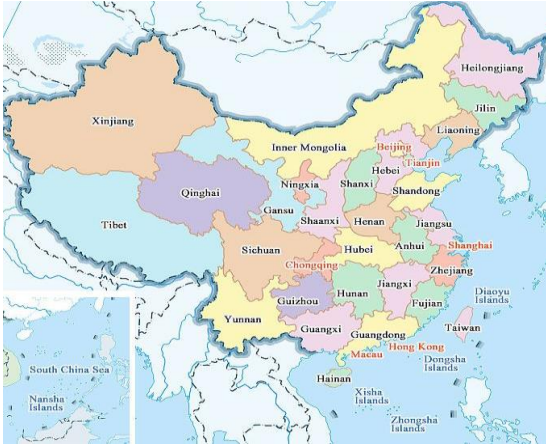 Heilongjiang
Jilin
Xinjiang
Liaoning
Inner Mongolia
Beijing
Tianjin
Hebei
Ningxia
Shanxi
Shandong
Qinghai
Gansu
Tibet
Shaanxi
Henan
Jiangsu
Sichuan
Hubei
Anhui
Shanghai
Chongqing
Zhejiang
Guizhou
Hunan
Jiangxi
Diaoyu
Islands
Fujian
Yunnan
Guangxi
Guangdong
Taiwan
Macau
Hong Kong
Dongsha
Islands
South China Sea
Hainan
Nansha
Islands
Xisha
Islands
Zhongsha
Islands